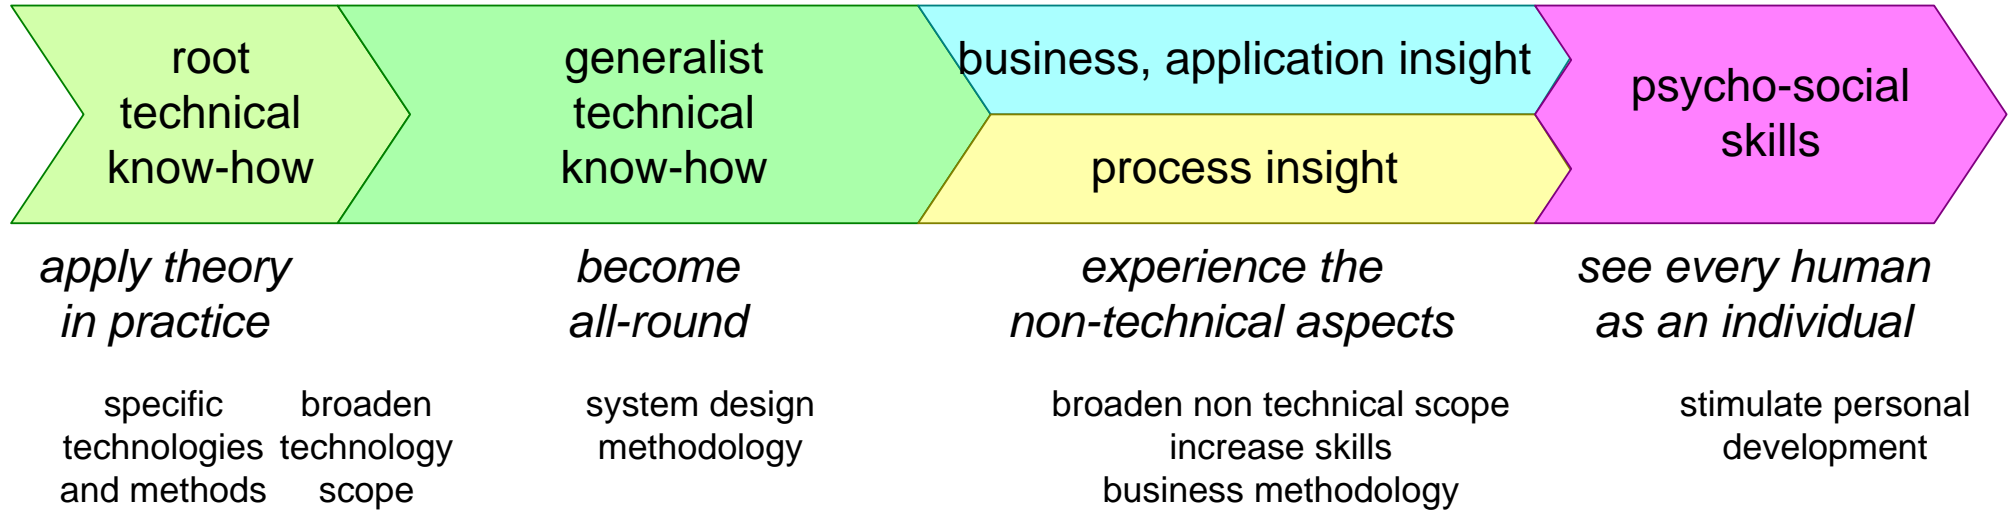 root
technical
know-how
generalist
technical
know-how
business, application insight
process insight
psycho-social
skills
apply theory
in practice
become
all-round
experience the
non-technical aspects
see every human
as an individual
specific
technologies
and methods
broaden
technology
scope
system design
methodology
broaden non technical scope
increase skills
business methodology
stimulate personal
development